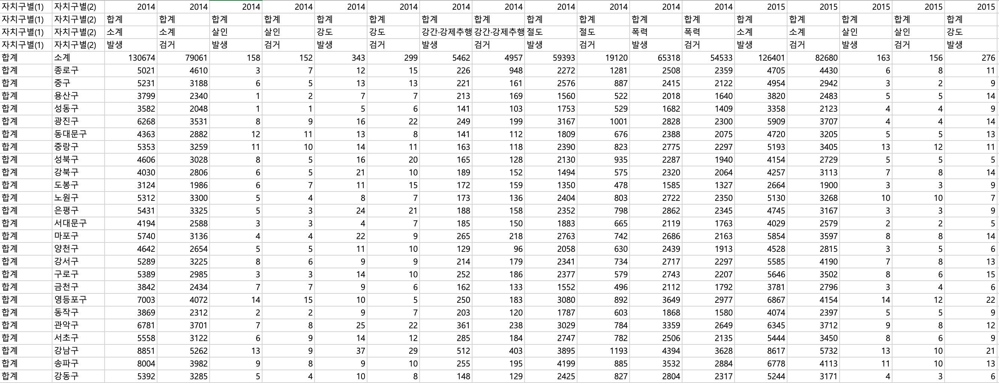 자치구별(1) 자치구별(2) 2014 2014 2014 2014 2014 2014 2014 2014 2014 2014 2014 2014 2015 2015 2015 2015 2015
자치구별(1) 자치구별(2) 합계 합계 합계 합계 합계 합계 합계 합계 합계 합계 합계 합계 합계 합계 합계 합계 합계
자치구별(1) 자치구별(2) 소계 소계 살인 살인 강도 강도 강간·강제추행 강간·강제추행 절도 절도 폭력 폭력 소계 소계 살인 살인 강도
자치구별(1) 자치구별(2) 발생 검거 발생 검거 발생 검거 발생 검거 발생 검거 발생 검거 발생 검거 발생 검거 발생
합계 소계 130674 79061 158 152 343 299 5462 4957 59393 19120 65318 54533 126401 82680 163 156 276
합계 종로구 5021 4610 3 7 12 15 226 948 2272 1281 2508 2359 4705 4430 6 8 11
합계 중구 5231 3188 6 5 13 13 221 161 2576 887 2415 2122 4954 2942 3 2 9
합계 용산구 3799 2340 1 2 7 7 213 169 1560 522 2018 1640 3820 2483 5 5 14
합계 성동구 3582 2048 1 1 5 6 141 103 1753 529 1682 1409 3358 2123 4 4 9
합계 광진구 6268 3531 8 9 16 22 249 199 3167 1001 2828 2300 5909 3707 4 4 14
합계 동대문구 4363 2882 12 11 13 8 141 112 1809 676 2388 2075 4720 3205 5 5 13
합계 중랑구 5353 3259 11 10 14 11 163 118 2390 823 2775 2297 5193 3405 13 12 11
합계 성북구 4606 3028 8 5 16 20 165 128 2130 935 2287 1940 4154 2729 5 5 5
합계 강북구 4030 2806 6 5 21 10 189 152 1494 575 2320 2064 4257 3113 7 8 14
합계 도봉구 3124 1986 6 7 11 15 172 159 1350 478 1585 1327 2664 1900 3 3 9
합계 노원구 5312 3300 5 4 8 7 173 136 2404 803 2722 2350 5130 3268 10 10 7
합계 은평구 5431 3325 5 3 24 21 188 158 2352 798 2862 2345 4745 3167 3 3 9
합계 서대문구 4194 2588 3 3 4 7 185 150 1883 665 2119 1763 4029 2579 2 2 5
합계 마포구 5740 3136 4 4 22 9 265 218 2763 742 2686 2163 5854 3597 8 8 14
합계 양천구 4642 2654 5 5 11 10 129 96 2058 630 2439 1913 4528 2815 3 5 6
합계 강서구 5289 3225 8 6 9 9 214 179 2341 734 2717 2297 5585 4190 7 8 13
합계 구로구 5389 2985 3 3 14 10 252 186 2377 579 2743 2207 5646 3502 8 6 15
합계 금천구 3842 2434 7 7 9 6 162 133 1552 496 2112 1792 3781 2796 3 4 6
합계 영등포구 7003 4072 14 15 10 5 250 183 3080 892 3649 2977 6867 4154 14 12 22
합계 동작구 3869 2312 2 2 9 7 203 120 1787 603 1868 1580 4074 2397 5 5 9
합계 관악구 6781 3701 7 8 25 22 361 238 3029 784 3359 2649 6345 3712 9 8 12
합계 서초구 5558 3122 6 9 14 12 285 184 2747 782 2506 2135 5444 3450 8 6 9
합계 강남구 8851 5262 13 9 37 29 512 403 3895 1193 4394 3628 8617 5732 13 10 21
합계 송파구 8004 3982 9 8 9 10 255 195 4199 885 3532 2884 6778 4113 11 10 13
합계 강동구 5392 3285 5 4 10 8 148 129 2425 827 2804 2317 5244 3171 4 3 6